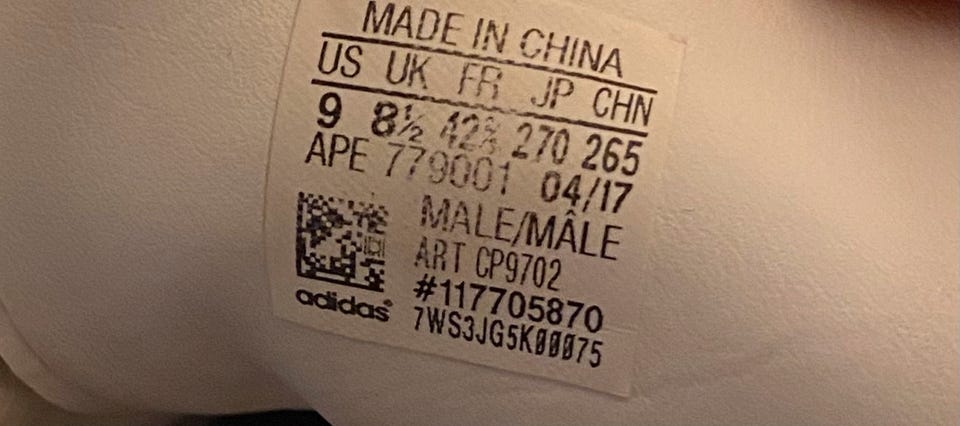 MADE IN CHINA
US UK FR JP CHN
9 8½ 42⅔ 270 265
APE 779001 04/17
MALE/MÂLE
ART CP9702
#117705870
7WS3JG5K00075
adidas®